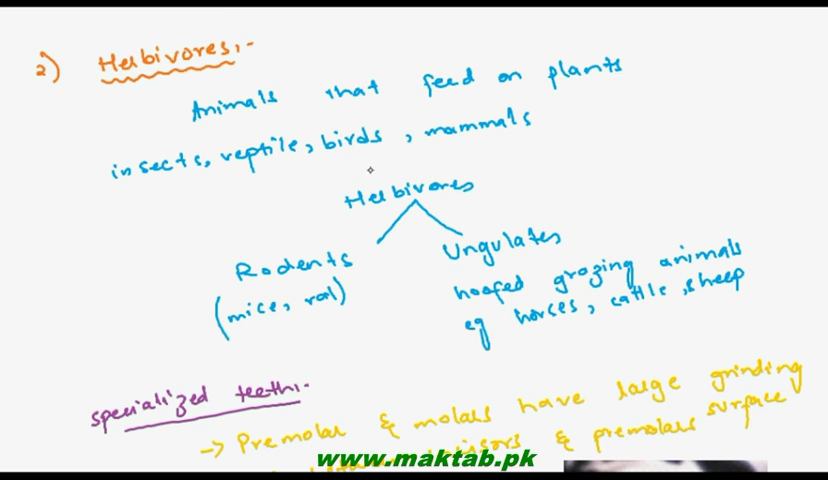 2) Herbivores:-
Animals that feed on plants
insects, reptile, birds, mammals
Herbivores
Rodents
(mice, rat)
Ungulates
hoofed grazing animals
eg horses, cattle, sheep
specialized teeth:-
→ Premolar & molars have large grinding
surface
& premolars
www.maktab.pk